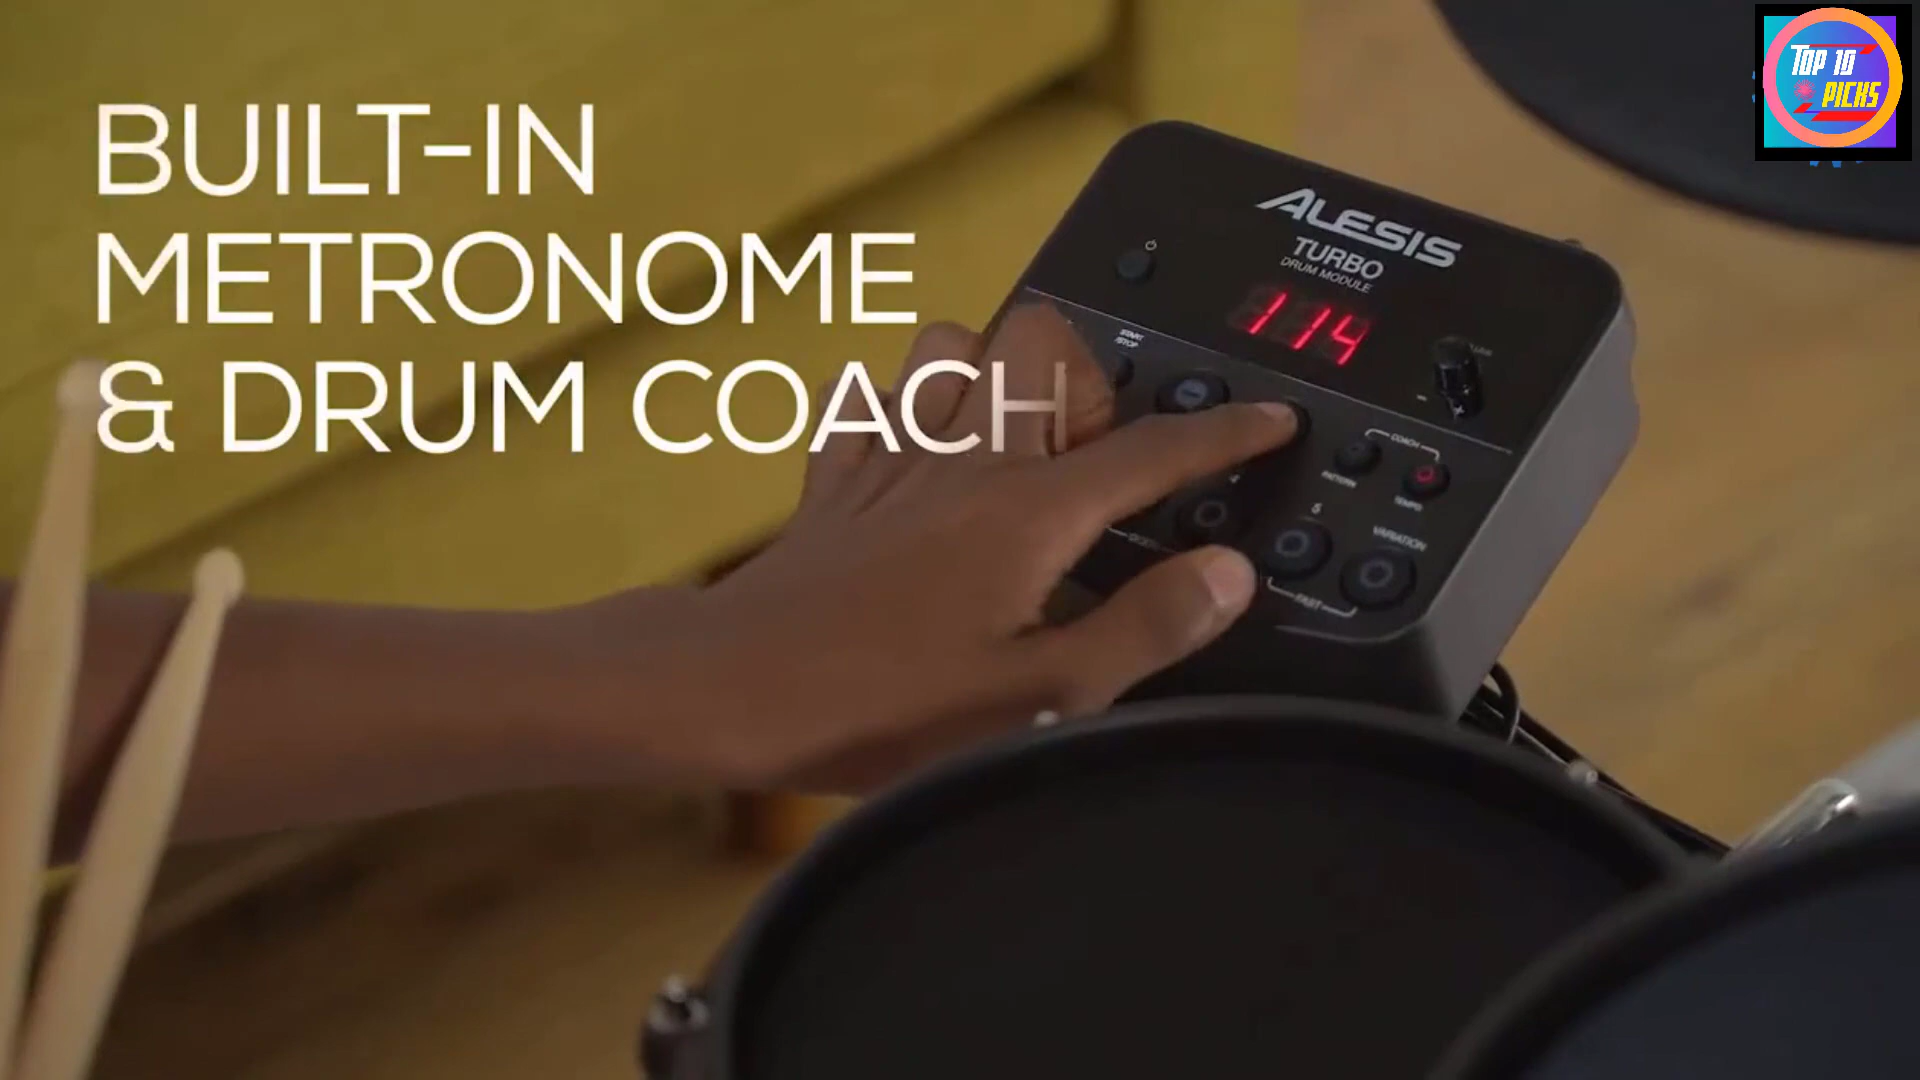 BUILT-IN
METRONOME
& DRUM COACH
TOP 10
PICKS
ALESIS
TURBO
DRUM MODULE
114
START
/STOP
- +
COACH
PATTERN
TEMPO
4
5
VARIATION
FAST